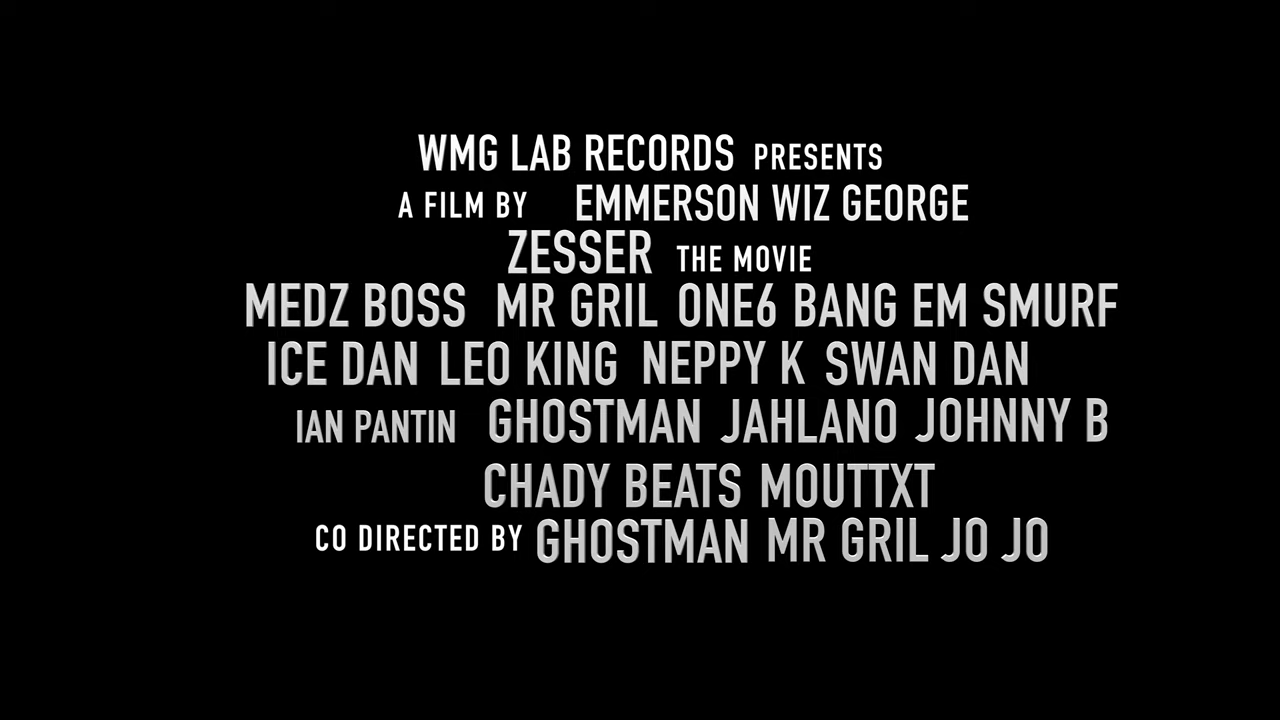 WMG LAB RECORDS PRESENTS
A FILM BY EMMERSON WIZ GEORGE
ZESSER THE MOVIE
MEDZ BOSS MR GRIL ONE6 BANG EM SMURF
ICE DAN LEO KING NEPPY K SWAN DAN
IAN PANTIN GHOSTMAN JAHLANO JOHNNY B
CHADY BEATS MOUTTXT
CO DIRECTED BY GHOSTMAN MR GRIL JO JO